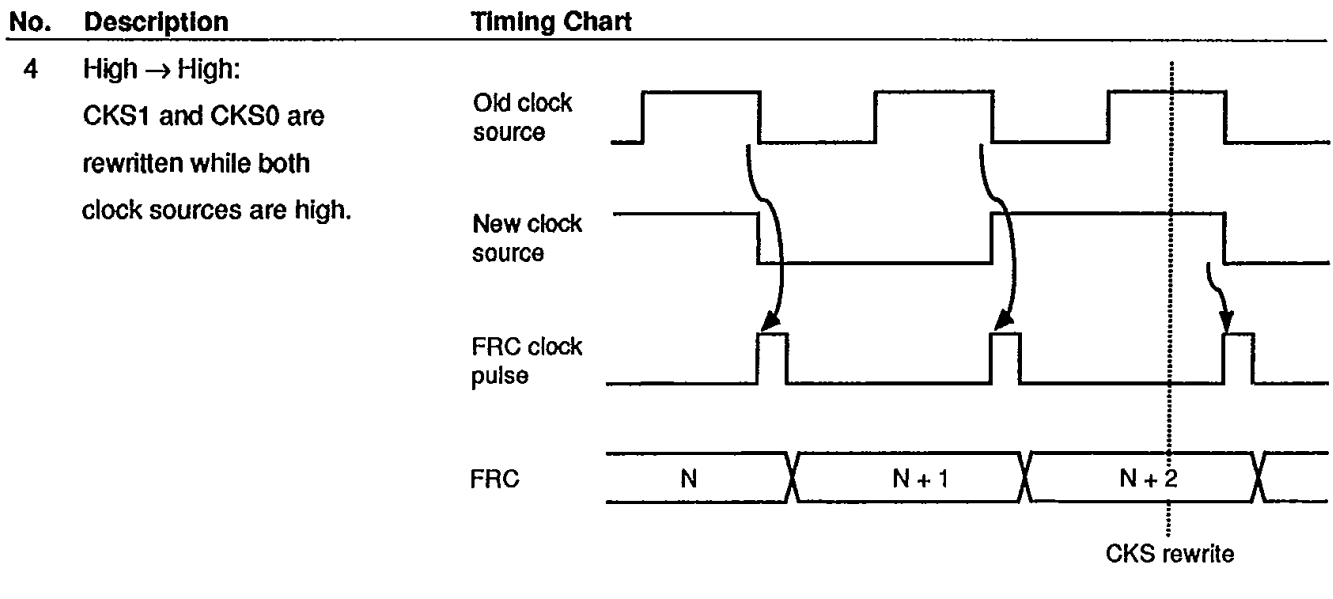 No. Description Timing Chart
4 High → High:
CKS1 and CKS0 are
rewritten while both
clock sources are high.
Old clock
source
New clock
source
FRC clock
pulse
FRC N N + 1 N + 2
CKS rewrite